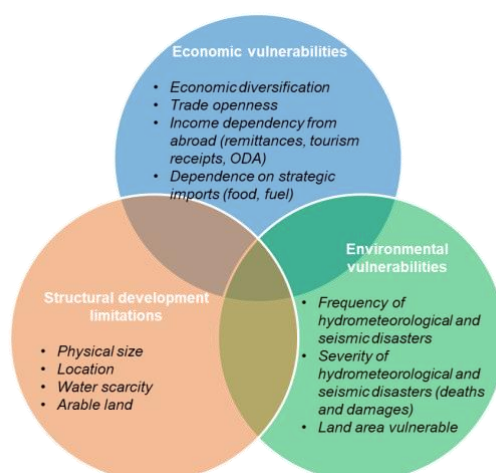 Economic vulnerabilities
• Economic diversification
• Trade openness
• Income dependency from
abroad (remittances, tourism
receipts, ODA)
• Dependence on strategic
imports (food, fuel)
Structural development
limitations
• Physical size
• Location
• Water scarcity
• Arable land
Environmental
vulnerabilities
• Frequency of
hydrometeorological and
seismic disasters
• Severity of
hydrometeorological and
seismic disasters (deaths
and damages)
• Land area vulnerable